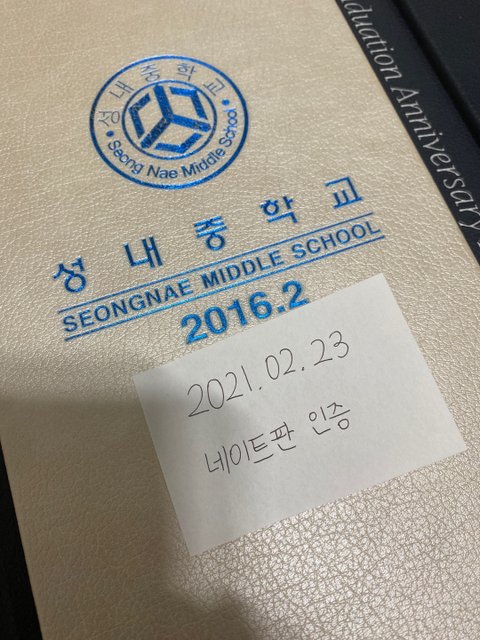 성내중학교
Seong Nae Middle School
성내중학교
SEONGNAE MIDDLE SCHOOL
2016.2
2021.02.23
네이트판 인증
Anniversary